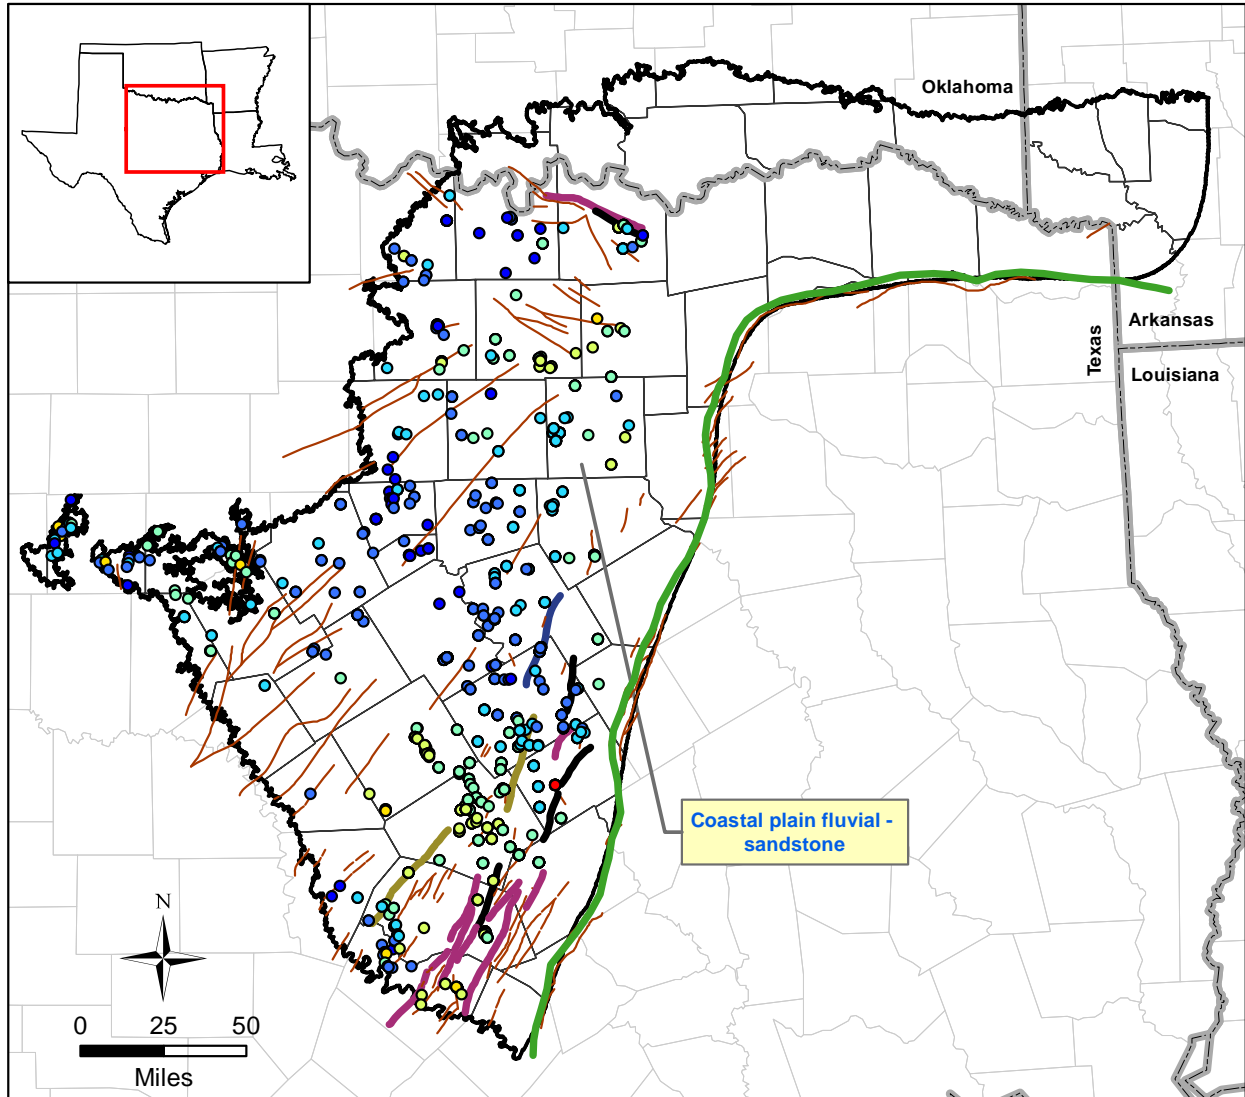 Oklahoma
Arkansas
Texas
Louisiana
Coastal plain fluvial -
sandstone
N
0 25 50
Miles